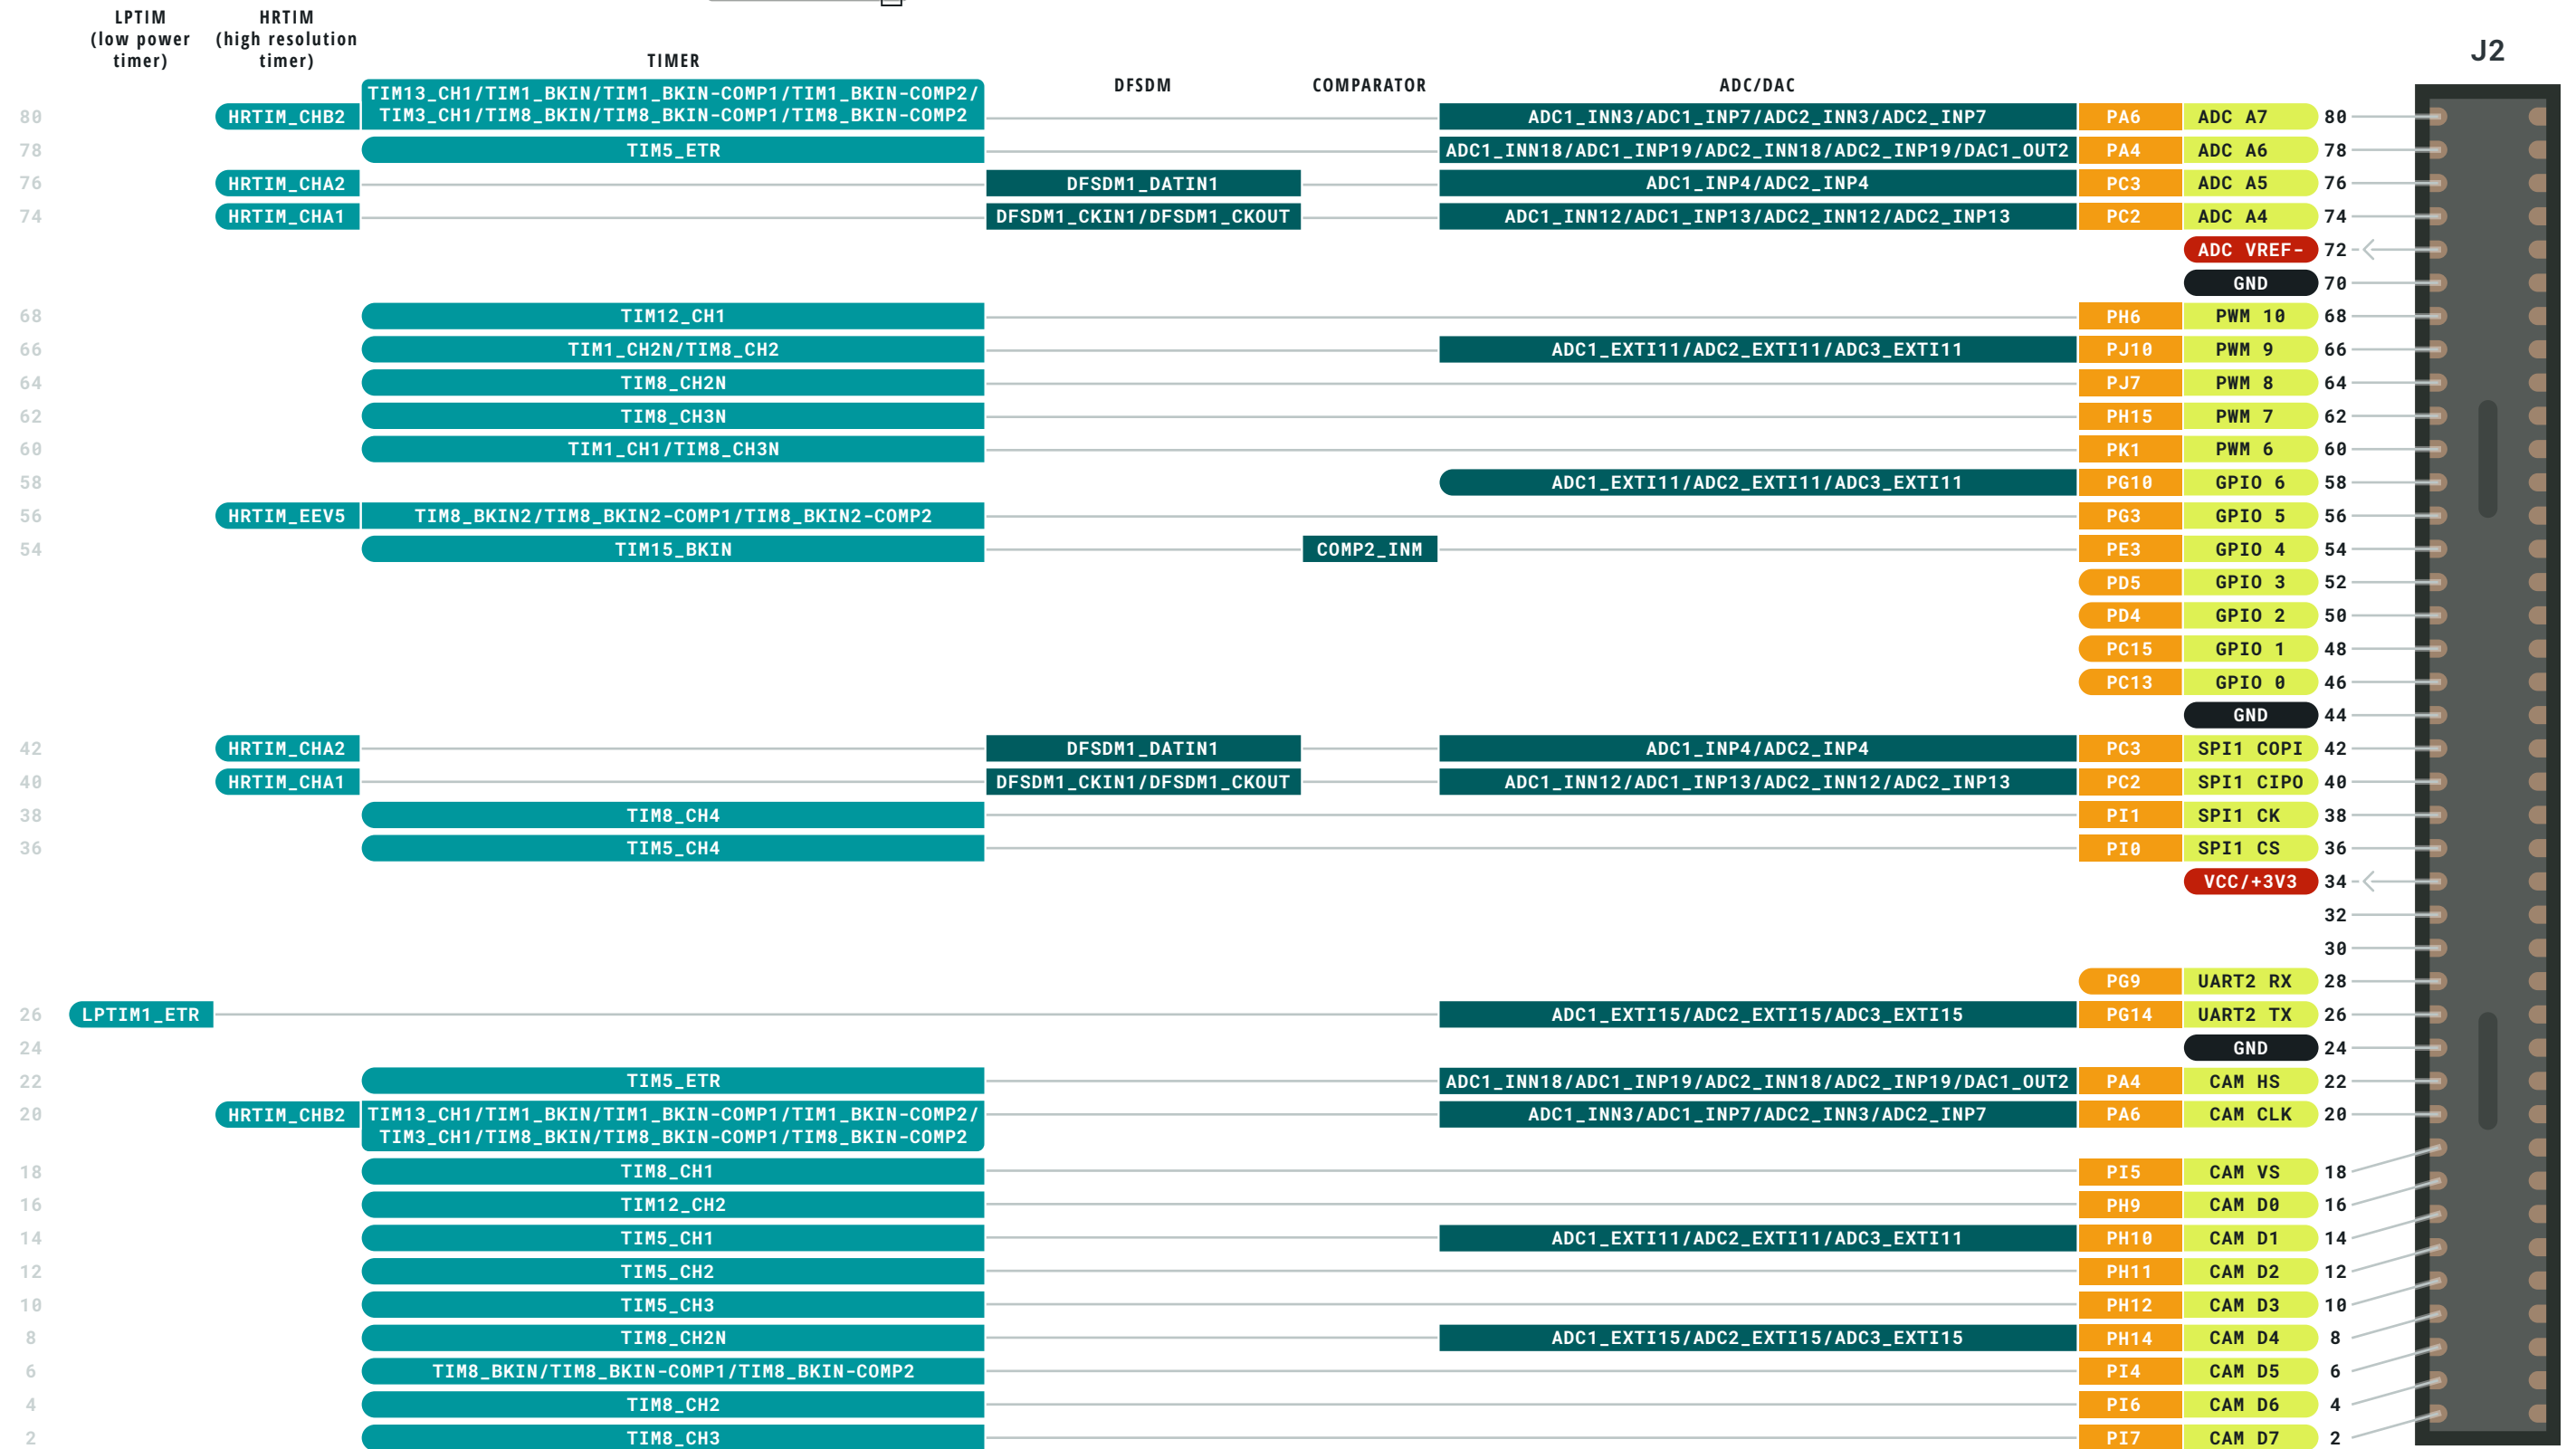 LPTIM
(low power
timer)
HRTIM
(high resolution
timer)
TIMER
DFSDM
COMPARATOR
ADC/DAC
J2
80 HRTIM_CHB2 TIM13_CH1/TIM1_BKIN/TIM1_BKIN-COMP1/TIM1_BKIN-COMP2/
TIM3_CH1/TIM8_BKIN/TIM8_BKIN-COMP1/TIM8_BKIN-COMP2 ADC1_INN3/ADC1_INP7/ADC2_INN3/ADC2_INP7 PA6 ADC A7 80
78 TIM5_ETR ADC1_INN18/ADC1_INP19/ADC2_INN18/ADC2_INP19/DAC1_OUT2 PA4 ADC A6 78
76 HRTIM_CHA2 DFSDM1_DATIN1 ADC1_INP4/ADC2_INP4 PC3 ADC A5 76
74 HRTIM_CHA1 DFSDM1_CKIN1/DFSDM1_CKOUT ADC1_INN12/ADC1_INP13/ADC2_INN12/ADC2_INP13 PC2 ADC A4 74
ADC VREF- 72
GND 70
68 TIM12_CH1 PH6 PWM 10 68
66 TIM1_CH2N/TIM8_CH2 ADC1_EXTI11/ADC2_EXTI11/ADC3_EXTI11 PJ10 PWM 9 66
64 TIM8_CH2N PJ7 PWM 8 64
62 TIM8_CH3N PH15 PWM 7 62
60 TIM1_CH1/TIM8_CH3N PK1 PWM 6 60
58 ADC1_EXTI11/ADC2_EXTI11/ADC3_EXTI11 PG10 GPIO 6 58
56 HRTIM_EEV5 TIM8_BKIN2/TIM8_BKIN2-COMP1/TIM8_BKIN2-COMP2 PG3 GPIO 5 56
54 TIM15_BKIN COMP2_INM PE3 GPIO 4 54
PD5 GPIO 3 52
PD4 GPIO 2 50
PC15 GPIO 1 48
PC13 GPIO 0 46
GND 44
42 HRTIM_CHA2 DFSDM1_DATIN1 ADC1_INP4/ADC2_INP4 PC3 SPI1 COPI 42
40 HRTIM_CHA1 DFSDM1_CKIN1/DFSDM1_CKOUT ADC1_INN12/ADC1_INP13/ADC2_INN12/ADC2_INP13 PC2 SPI1 CIPO 40
38 TIM8_CH4 PI1 SPI1 CK 38
36 TIM5_CH4 PI0 SPI1 CS 36
VCC/+3V3 34
32
30
PG9 UART2 RX 28
26 LPTIM1_ETR ADC1_EXTI15/ADC2_EXTI15/ADC3_EXTI15 PG14 UART2 TX 26
24 GND 24
22 TIM5_ETR ADC1_INN18/ADC1_INP19/ADC2_INN18/ADC2_INP19/DAC1_OUT2 PA4 CAM HS 22
20 HRTIM_CHB2 TIM13_CH1/TIM1_BKIN/TIM1_BKIN-COMP1/TIM1_BKIN-COMP2/ ADC1_INN3/ADC1_INP7/ADC2_INN3/ADC2_INP7 PA6 CAM CLK 20
TIM3_CH1/TIM8_BKIN/TIM8_BKIN-COMP1/TIM8_BKIN-COMP2
18 TIM8_CH1 PI5 CAM VS 18
16 TIM12_CH2 PH9 CAM D0 16
14 TIM5_CH1 ADC1_EXTI11/ADC2_EXTI11/ADC3_EXTI11 PH10 CAM D1 14
12 TIM5_CH2 PH11 CAM D2 12
10 TIM5_CH3 PH12 CAM D3 10
8 TIM8_CH2N ADC1_EXTI15/ADC2_EXTI15/ADC3_EXTI15 PH14 CAM D4 8
6 TIM8_BKIN/TIM8_BKIN-COMP1/TIM8_BKIN-COMP2 PI4 CAM D5 6
4 TIM8_CH2 PI6 CAM D6 4
2 TIM8_CH3 PI7 CAM D7 2